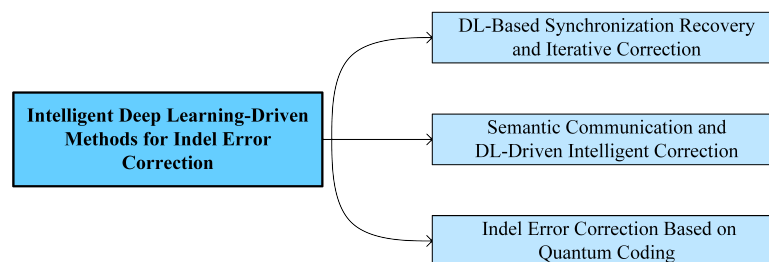 Intelligent Deep Learning-Driven
Methods for Indel Error
Correction
DL-Based Synchronization Recovery
and Iterative Correction
Semantic Communication and
DL-Driven Intelligent Correction
Indel Error Correction Based on
Quantum Coding